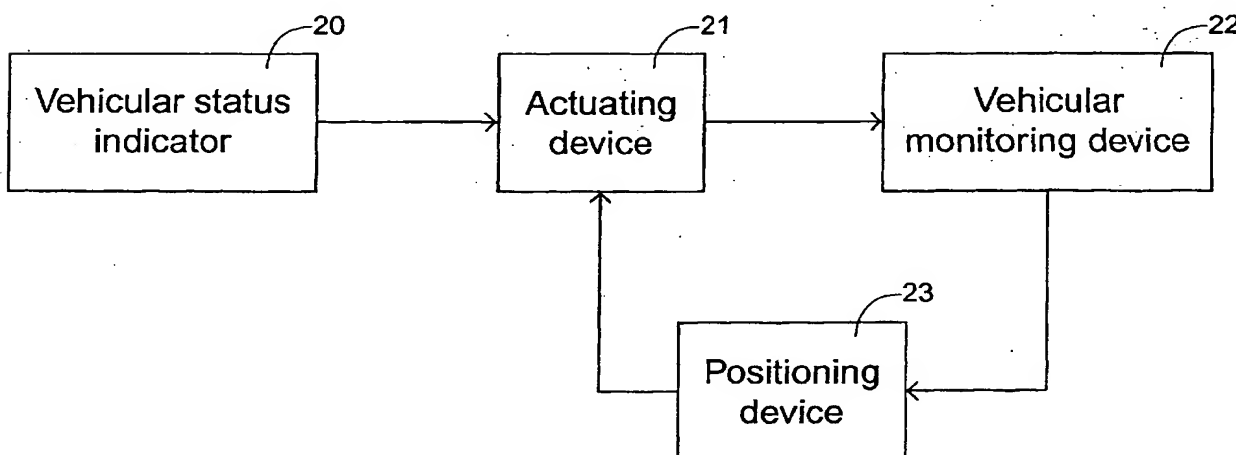 20
21
22
Vehicular status
indicator
Actuating
device
Vehicular
monitoring device
23
Positioning
device